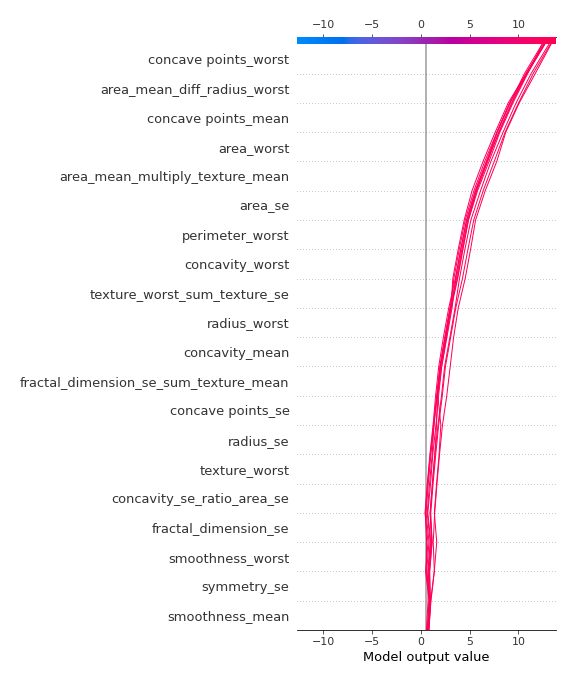 −10 −5 0 5 10
concave points_worst
area_mean_diff_radius_worst
concave points_mean
area_worst
area_mean_multiply_texture_mean
area_se
perimeter_worst
concavity_worst
texture_worst_sum_texture_se
radius_worst
concavity_mean
fractal_dimension_se_sum_texture_mean
concave points_se
radius_se
texture_worst
concavity_se_ratio_area_se
fractal_dimension_se
smoothness_worst
symmetry_se
smoothness_mean
−10 −5 0 5 10
Model output value